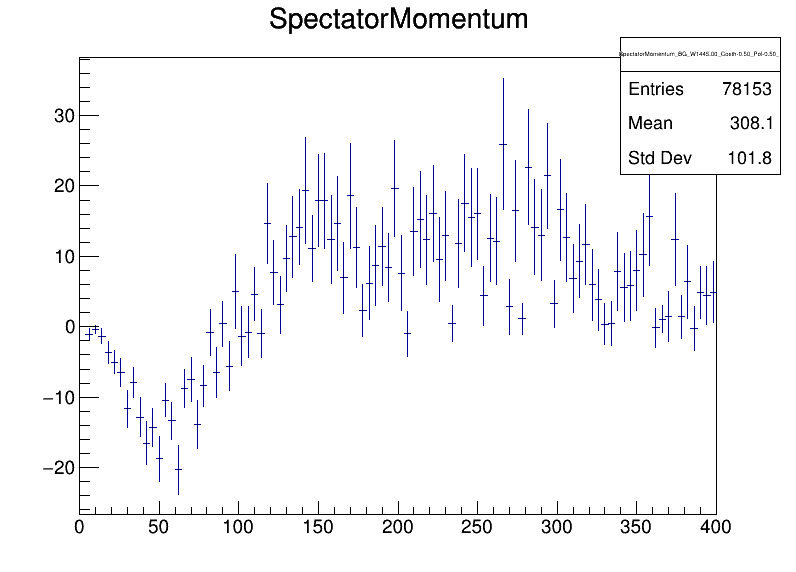 SpectatorMomentum
SpectatorMomentum_BG_W1445.00_Costh-0.50_Pol-0.50_
Entries 78153
Mean 308.1
Std Dev 101.8
30
20
10
0
−10
−20
0 50 100 150 200 250 300 350 400